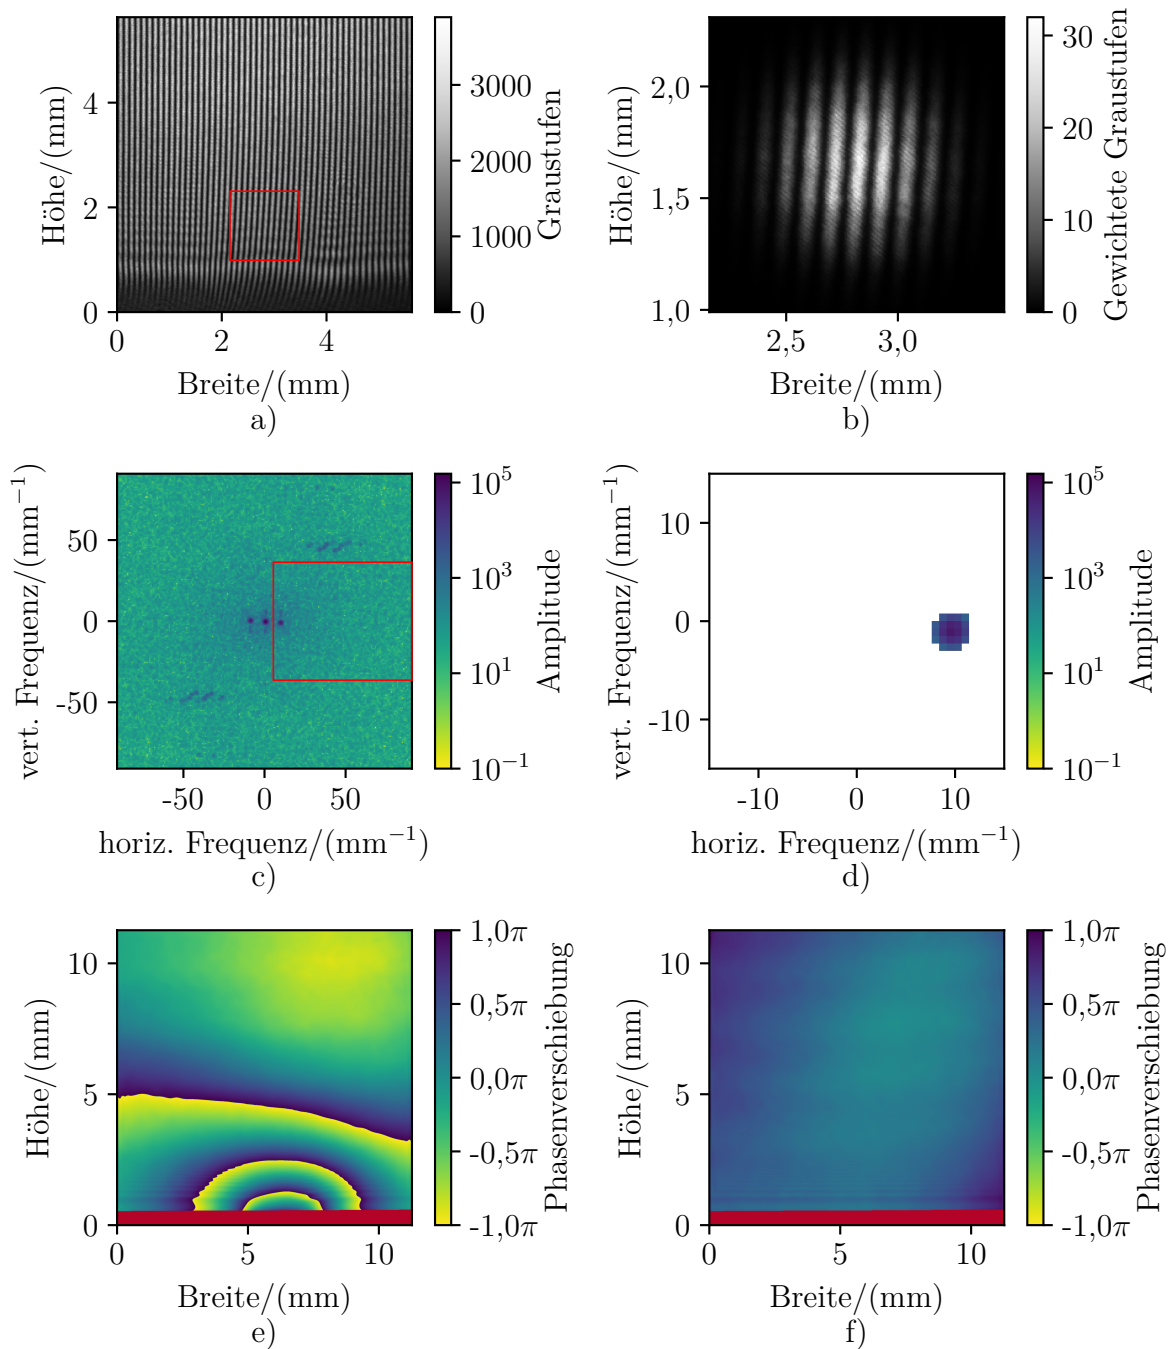 Höhe/(mm)
4
2
0
0 2 4
Breite/(mm)
a)
3000
2000
1000
0
Graustufen
Höhe/(mm)
2,0
1,5
1,0
2,5 3,0
Breite/(mm)
b)
30
20
10
0
Gewichtete Graustufen
vert. Frequenz/(mm⁻¹)
50
0
-50
-50 0 50
horiz. Frequenz/(mm⁻¹)
c)
10⁵
10³
10¹
10⁻¹
Amplitude
vert. Frequenz/(mm⁻¹)
10
0
-10
-10 0 10
horiz. Frequenz/(mm⁻¹)
d)
10⁵
10³
10¹
10⁻¹
Amplitude
Höhe/(mm)
10
5
0
0 5 10
Breite/(mm)
e)
1,0π
0,5π
0,0π
-0,5π
-1,0π
Phasenverschiebung
Höhe/(mm)
10
5
0
0 5 10
Breite/(mm)
f)
1,0π
0,5π
0,0π
-0,5π
-1,0π
Phasenverschiebung